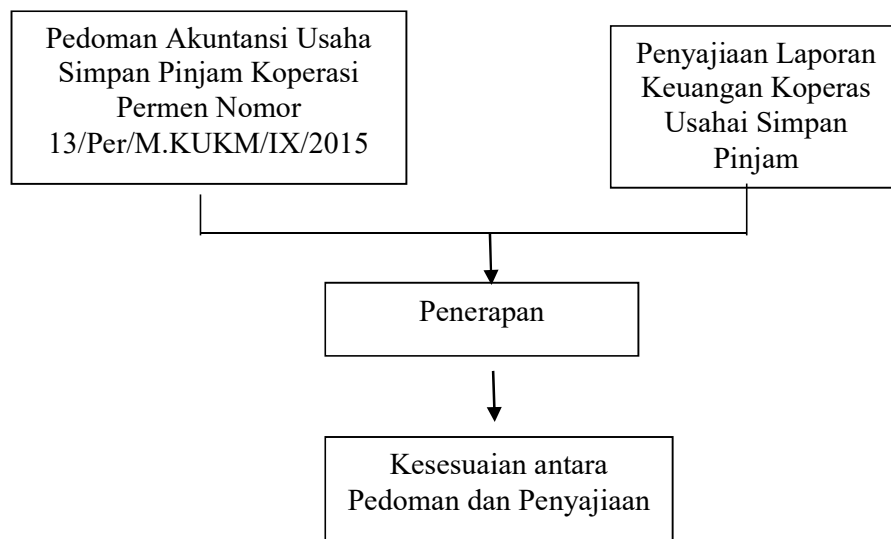 Pedoman Akuntansi Usaha
Simpan Pinjam Koperasi
Permen Nomor
13/Per/M.KUKM/IX/2015
Penyajiaan Laporan
Keuangan Koperas
Usahai Simpan
Pinjam
Penerapan
Kesesuaian antara
Pedoman dan Penyajiaan